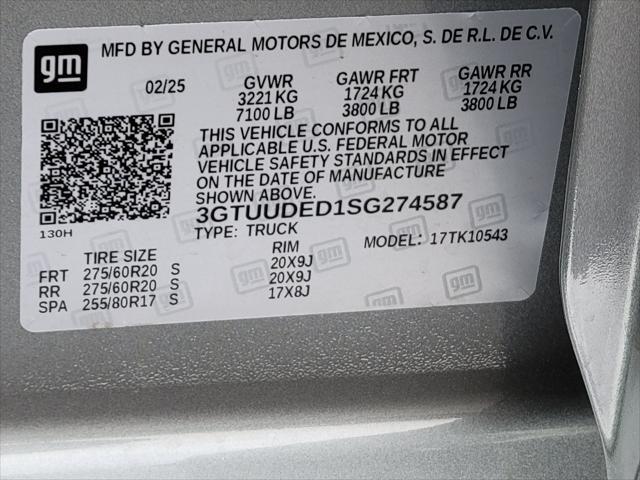 gm MFD BY GENERAL MOTORS DE MEXICO, S. DE R.L. DE C.V.
02/25 GVWR GAWR FRT GAWR RR
3221 KG 1724 KG 1724 KG
7100 LB 3800 LB 3800 LB
THIS VEHICLE CONFORMS TO ALL
APPLICABLE U.S. FEDERAL MOTOR
VEHICLE SAFETY STANDARDS IN EFFECT
ON THE DATE OF MANUFACTURE
SHOWN ABOVE.
130H
3GTUUDED1SG274587
TYPE: TRUCK MODEL: 17TK10543
TIRE SIZE RIM
FRT 275/60R20 S 20X9J
RR 275/60R20 S 20X9J
SPA 255/80R17 S 17X8J